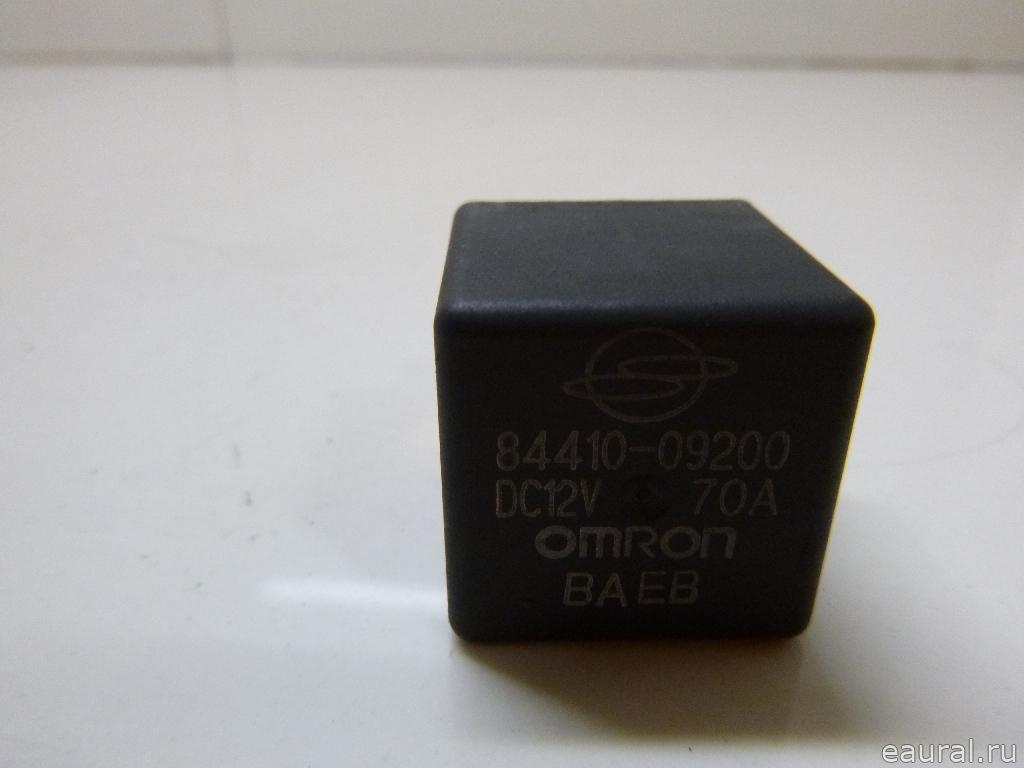 84410-09200
DC12V 70A
omron
BAEB
eaural.ru